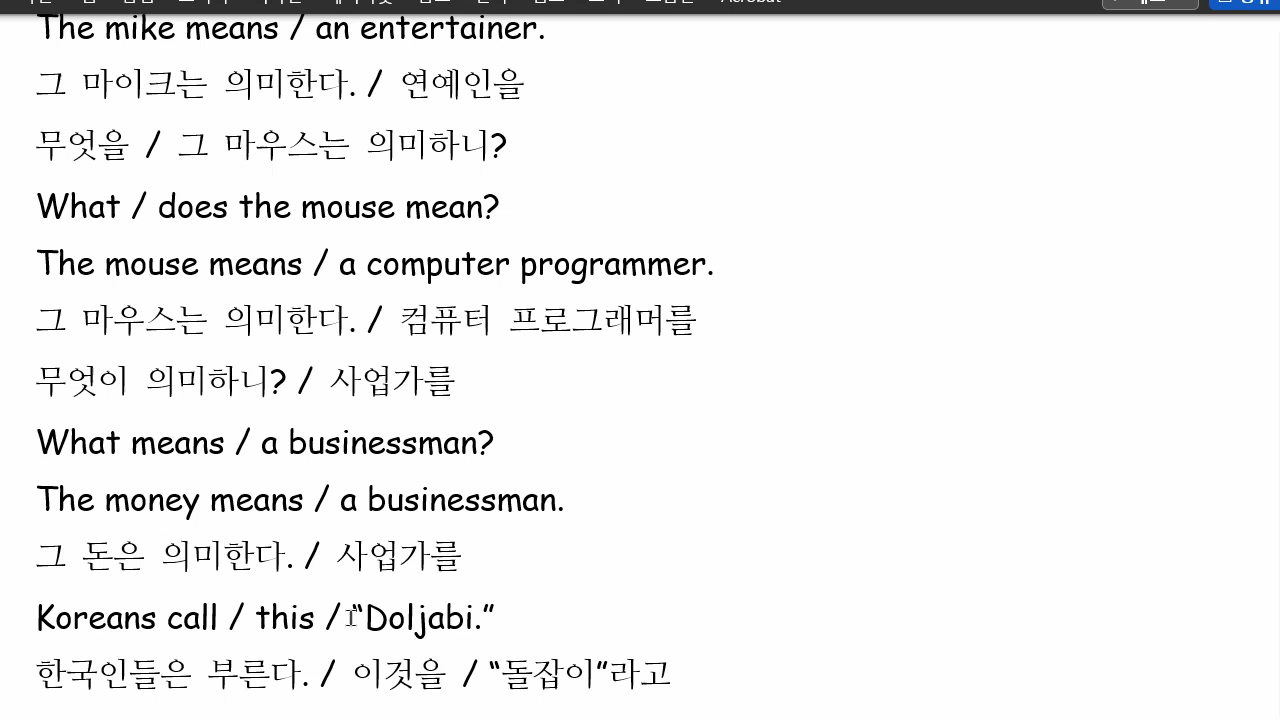 The mike means / an entertainer.
그 마이크는 의미한다. / 연예인을
무엇을 / 그 마우스는 의미하니?
What / does the mouse mean?
The mouse means / a computer programmer.
그 마우스는 의미한다. / 컴퓨터 프로그래머를
무엇이 의미하니? / 사업가를
What means / a businessman?
The money means / a businessman.
그 돈은 의미한다. / 사업가를
Koreans call / this / “Doljabi.”
한국인들은 부른다. / 이것을 / “돌잡이”라고